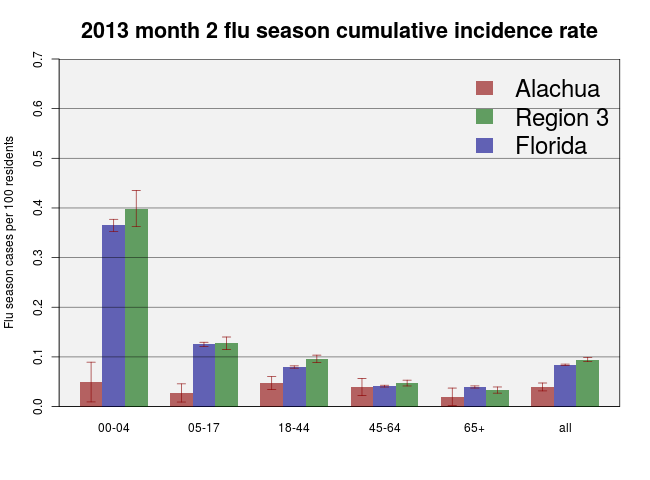 2013 month 2 flu season cumulative incidence rate
Flu season cases per 100 residents
0.7
0.6
0.5
0.4
0.3
0.2
0.1
0.0
Alachua
Region 3
Florida
00-04 05-17 18-44 45-64 65+ all